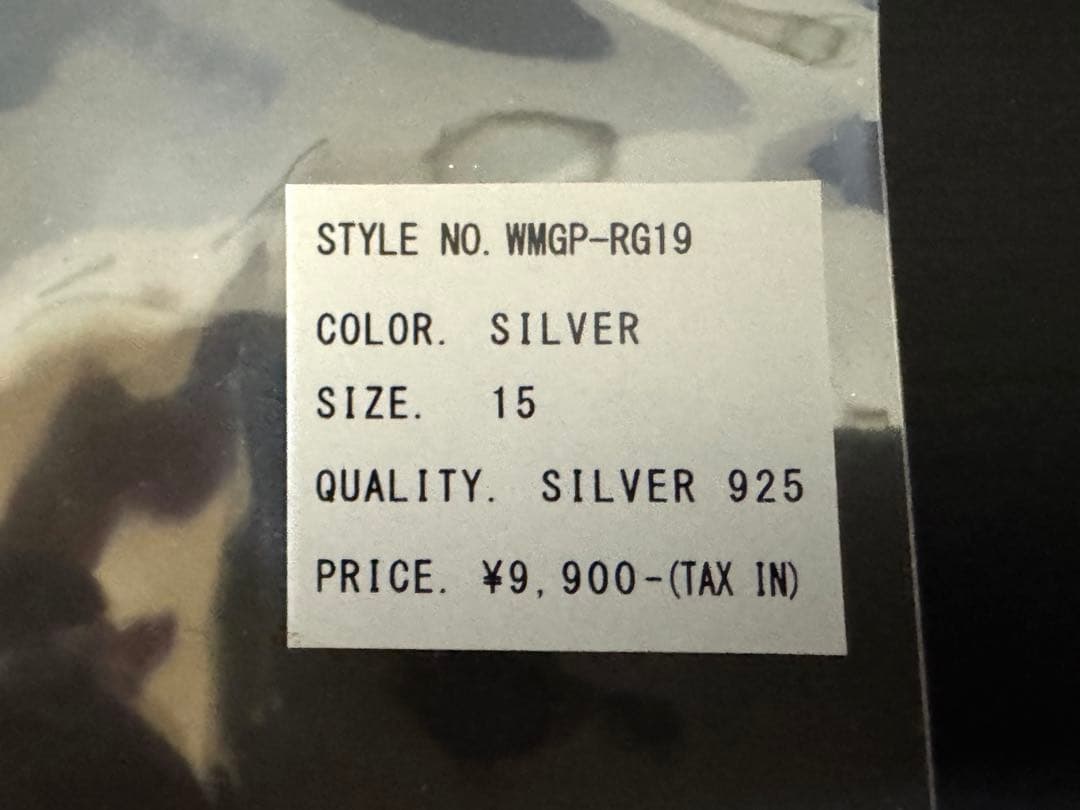 STYLE NO. WMGP-RG19
COLOR. SILVER
SIZE. 15
QUALITY. SILVER 925
PRICE. ¥9,900-(TAX IN)